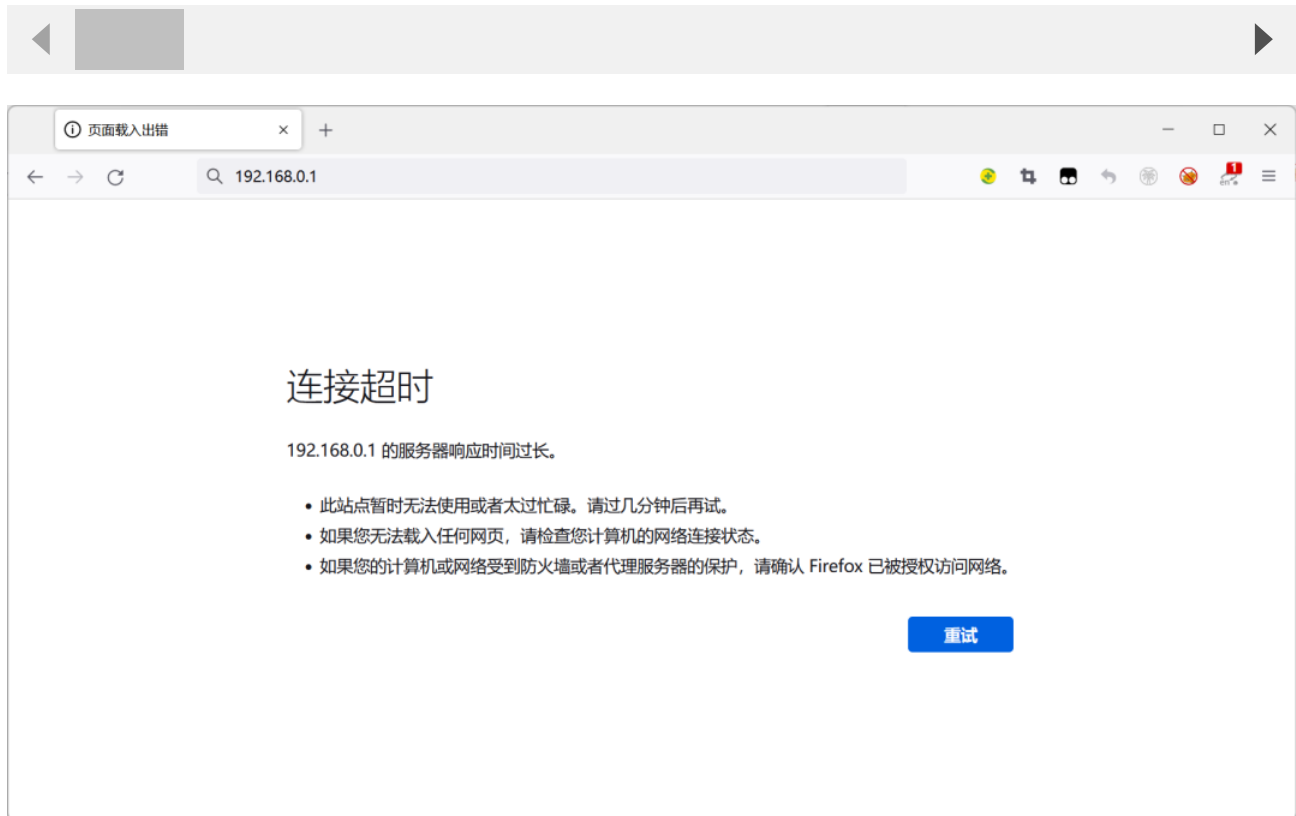 页面载入出错
192.168.0.1
1
en
连接超时
192.168.0.1 的服务器响应时间过长。
此站点暂时无法使用或者太过忙碌。请过几分钟后再试。
如果您无法载入任何网页，请检查您计算机的网络连接状态。
如果您的计算机或网络受到防火墙或者代理服务器的保护，请确认 Firefox 已被授权访问网络。
重试